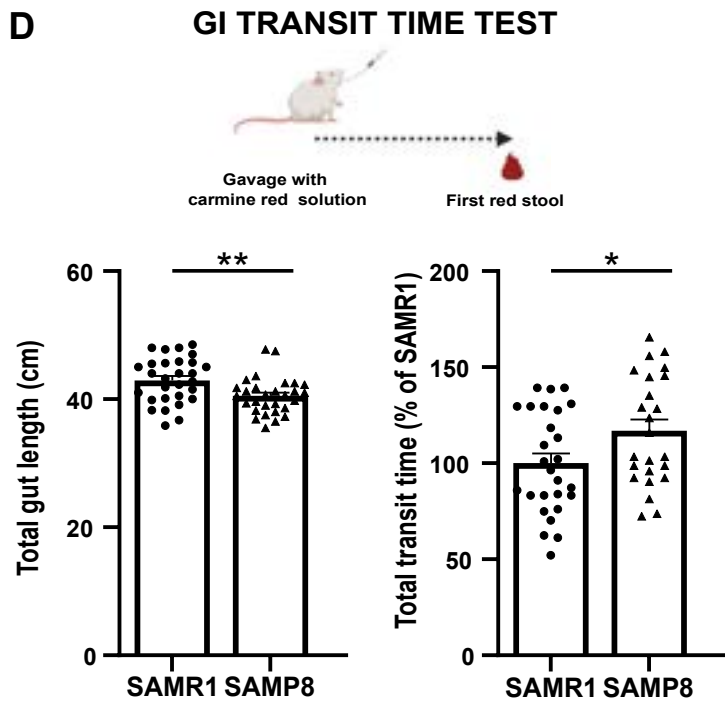 D
GI TRANSIT TIME TEST
Gavage with
carmine red solution
First red stool
Total gut length (cm)
60
40
20
0
**
SAMR1 SAMP8
Total transit time (% of SAMR1)
200
150
100
50
0
*
SAMR1 SAMP8